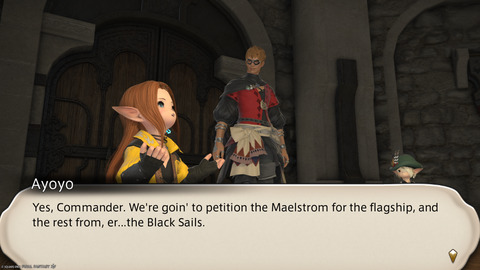 Ayoyo
Yes, Commander. We're goin' to petition the Maelstrom for the flagship, and
the rest from, er...the Black Sails.